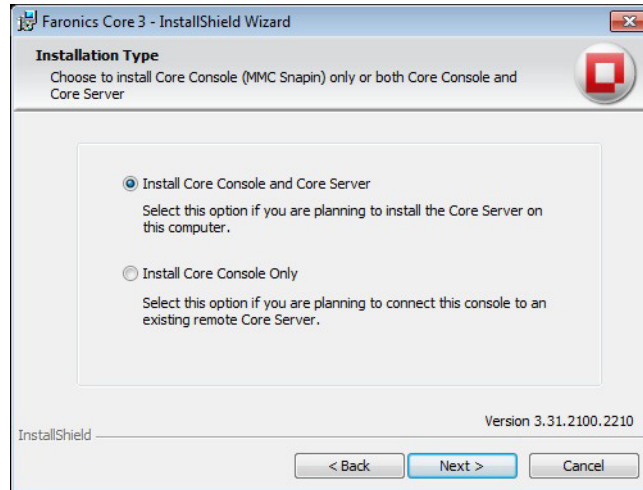 Faronics Core 3 - InstallShield Wizard
Installation Type
Choose to install Core Console (MMC Snapin) only or both Core Console and
Core Server
Install Core Console and Core Server
Select this option if you are planning to install the Core Server on
this computer.
Install Core Console Only
Select this option if you are planning to connect this console to an
existing remote Core Server.
Version 3.31.2100.2210
InstallShield
< Back
Next >
Cancel